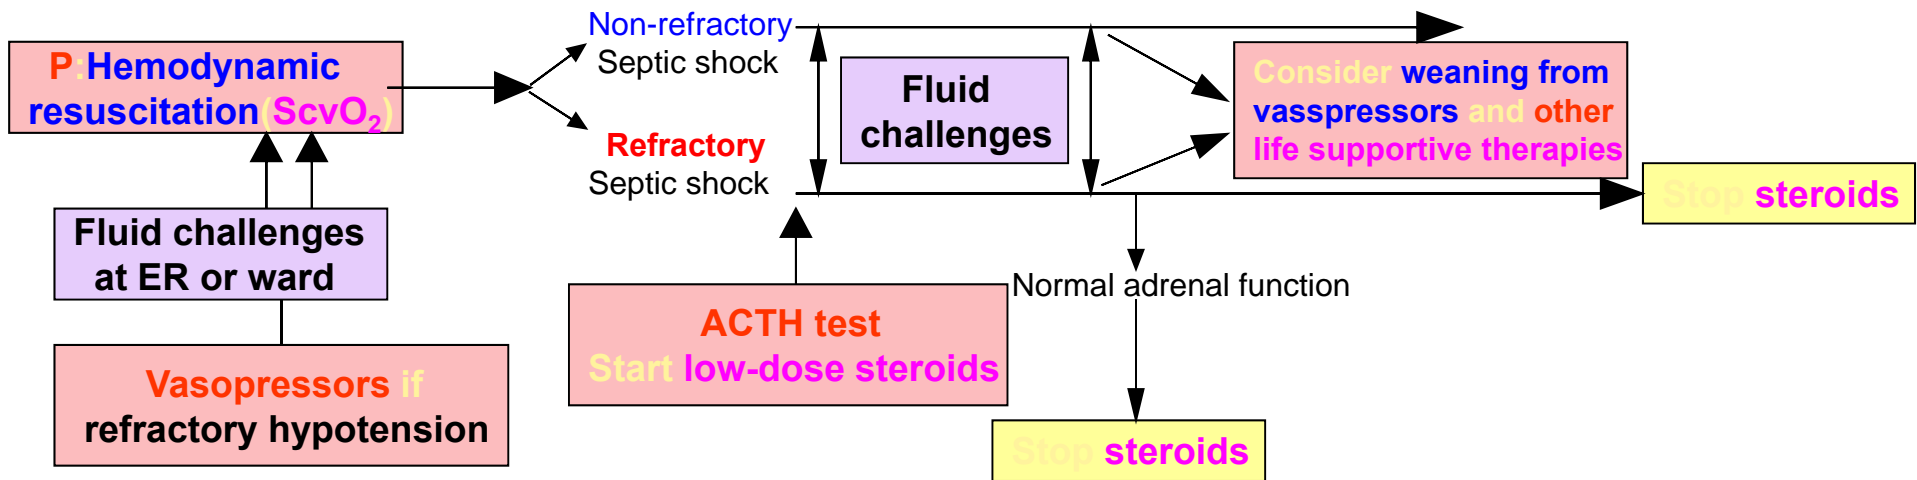 P:Hemodynamic
resuscitation(ScvO₂)
Fluid challenges
at ER or ward
Vasopressors if
refractory hypotension
Non-refractory
Septic shock
Refractory
Septic shock
ACTH test
Start low-dose steroids
Fluid
challenges
Normal adrenal function
Stop steroids
Consider weaning from
vasspressors and other
life supportive therapies
Stop steroids